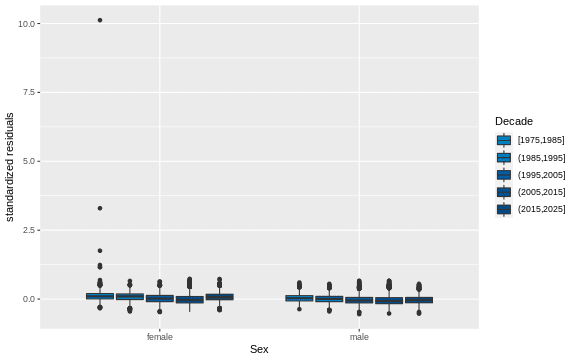 10.0
7.5
5.0
2.5
0.0
standardized residuals
female
male
Sex
Decade
[1975,1985]
(1985,1995]
(1995,2005]
(2005,2015]
(2015,2025]